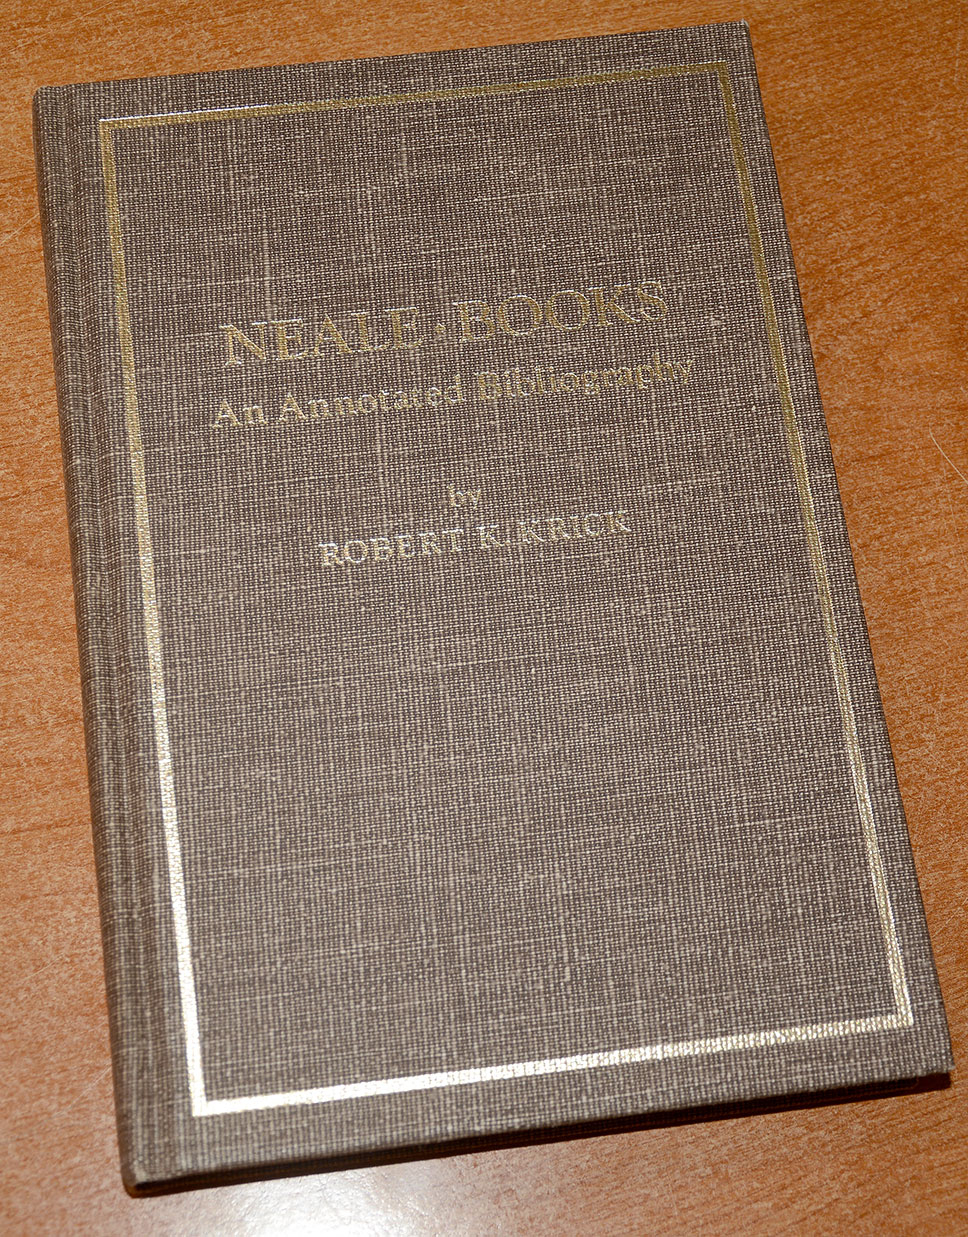 NEALE · BOOKS
An Annotated Bibliography
by
ROBERT K. KRICK